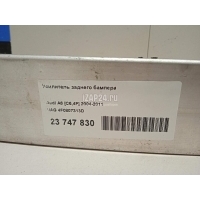 Усилитель заднего бампера
Audi A6 [C6,4F] 2004-2011
23 747 830